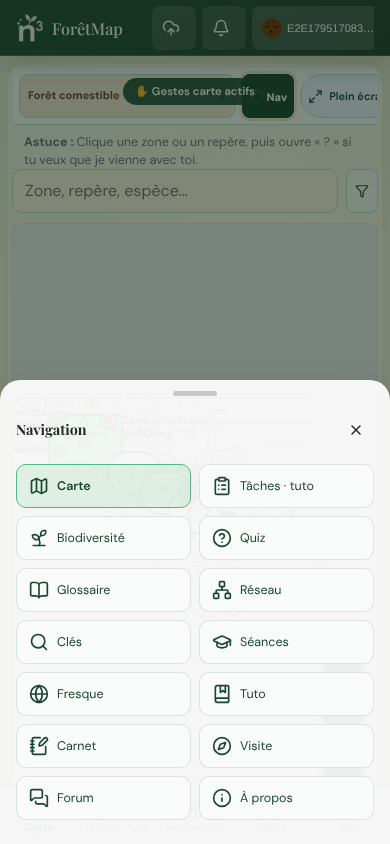 ForêtMap
E2E179517083...
Forêt comestible
✋ Gestes carte actifs
Nav
Plein écra
Astuce : Clique une zone ou un repère, puis ouvre « ? » si
tu veux que je vienne avec toi.
Zone, repère, espèce...
Navigation
Carte
Tâches · tuto
Biodiversité
Quiz
Glossaire
Réseau
Clés
Séances
Fresque
Tuto
Carnet
Visite
Forum
À propos
Carte